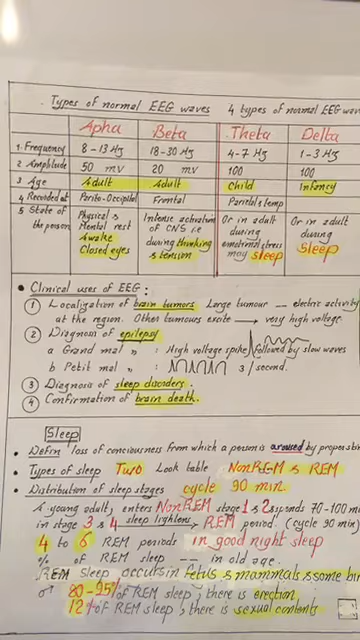 Types of normal EEG waves 4 types of normal EEG wav
Apha Beta Theta Delta
1 Frequency 8-13 Hz 18-30 Hz 4-7 Hz 1-3 Hz
2 Amplitude 50 mv 20 mv 100 100
3 Age Adult Adult Child Infancy
4 Recorded at Parito-Occipital Frontal Parietal & temp
5 State of the person Physical & Mental rest Awake Closed eyes Intense activation of CNS i.e during thinking & tension Or in adult during emotional stress may sleep Or in adult during Sleep
• Clinical uses of EEG:
① Localization of brain tumors Large tumour — electric activity
at the region. Other tumours excite → very high voltage.
② Diagnosis of epilepsy
a Grand mal " : High voltage spike followed by slow waves
b Petit mal " : 3/second.
③ Diagnosis of sleep disorders.
④ Confirmation of brain death.
Sleep
• Defn loss of conciousness from which a person is aroused by proper
• Types of sleep Two Look table NonREM & REM
• Distribution of sleep stages cycle 90 min.
A young adult, enters NonREM stage 1 & 2 spends 70-100 m
in stage 3 & 4 sleep lightens, REM period. (cycle 90 min)
4 to 6 REM periods in good night sleep
% of REM sleep -- in old age.
REM sleep occurs in fetus & mammals & some bir
♂ 80-95% of REM sleep; there is erection,
12% of REM sleep, there is sexual contents